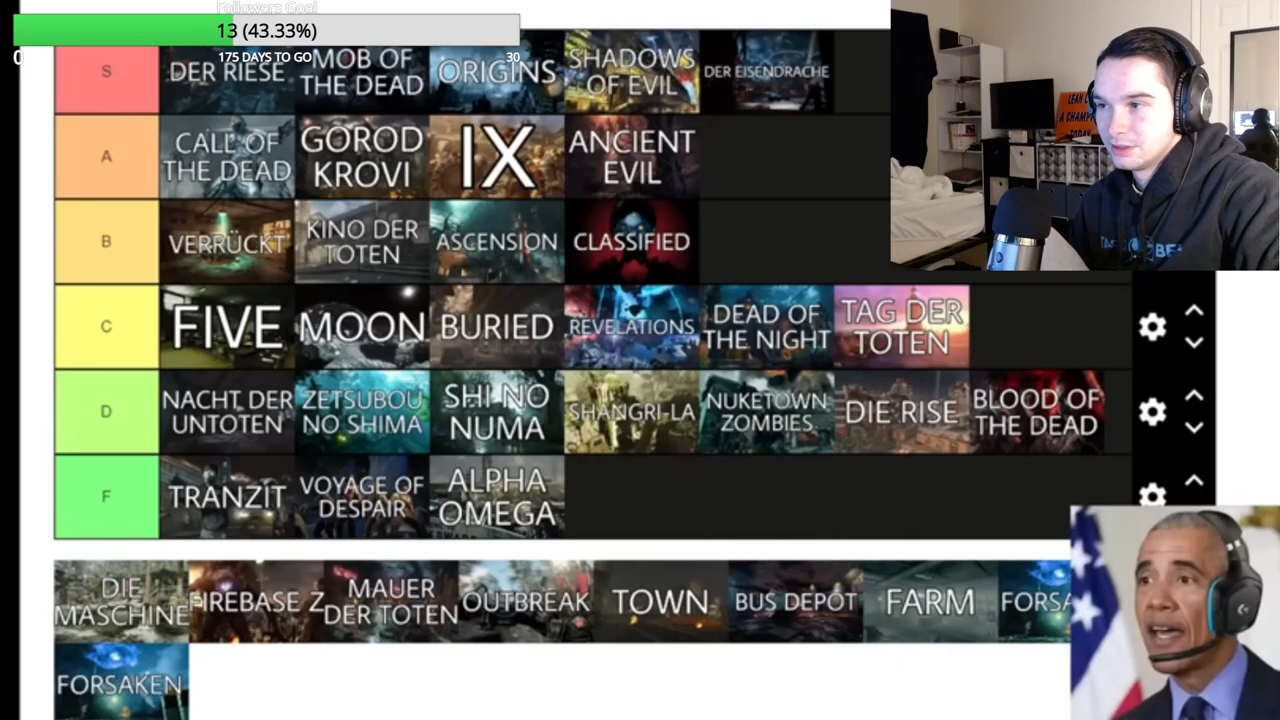 Followers Goal
13 (43.33%)
0
175 DAYS TO GO
30
S
DER RIESE
MOB OF
THE DEAD
ORIGINS
SHADOWS
OF EVIL
DER EISENDRACHE
A
CALL OF
THE DEAD
GOROD
KROVI
IX
ANCIENT
EVIL
B
VERRÜCKT
KINO DER
TOTEN
ASCENSION
CLASSIFIED
C
FIVE
MOON
BURIED
REVELATIONS
DEAD OF
THE NIGHT
TAG DER
TOTEN
D
NACHT DER
UNTOTEN
ZETSUBOU
NO SHIMA
SHI NO
NUMA
SHANGRI-LA
NUKETOWN
ZOMBIES
DIE RISE
BLOOD OF
THE DEAD
F
TRANZIT
VOYAGE OF
DESPAIR
ALPHA
OMEGA
DIE
MASCHINE
FIREBASE Z
MAUER
DER TOTEN
OUTBREAK
TOWN
BUS DEPOT
FARM
FORSA
FORSAKEN